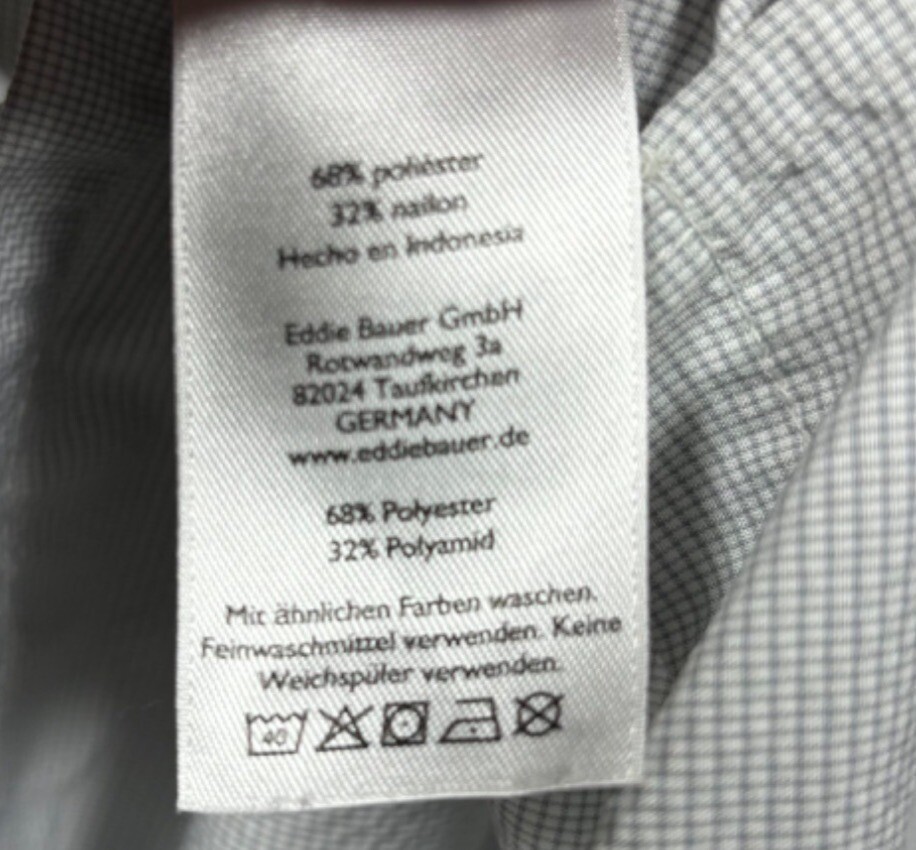 68% poliéster
32% nailon
Hecho en Indonesia
Eddie Bauer GmbH
Rotwandweg 3a
82024 Taufkirchen
GERMANY
www.eddiebauer.de
68% Polyester
32% Polyamid
Mit ähnlichen Farben waschen.
Feinwaschmittel verwenden. Keine
Weichspüler verwenden.
40